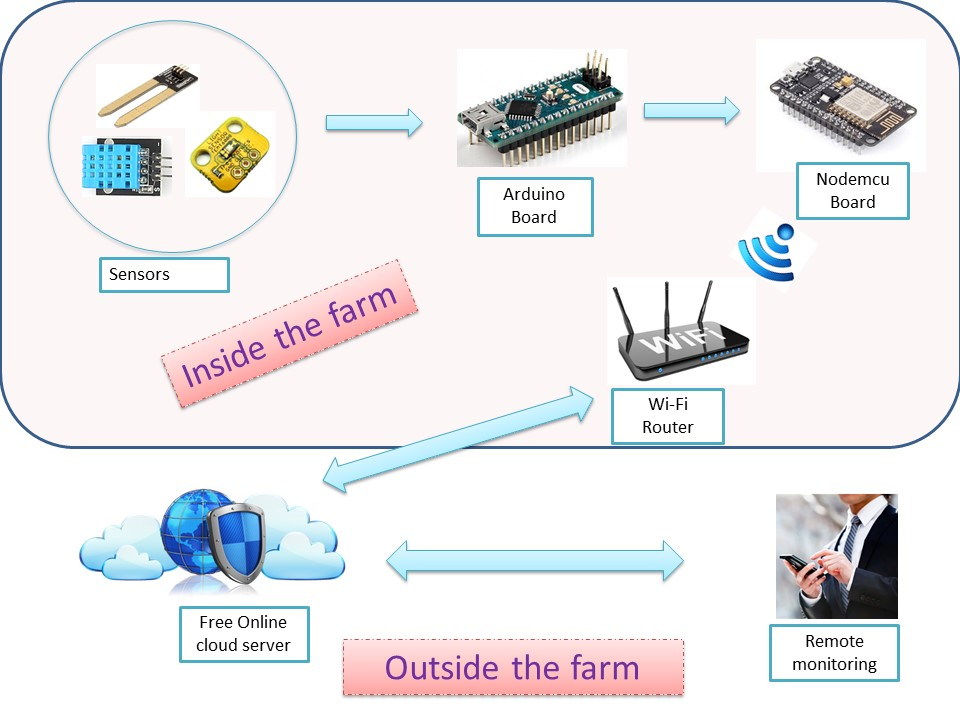 Sensors
Arduino
Board
Nodemcu
Board
Inside the farm
WiFi
Wi-Fi
Router
Free Online
cloud server
Remote
monitoring
Outside the farm